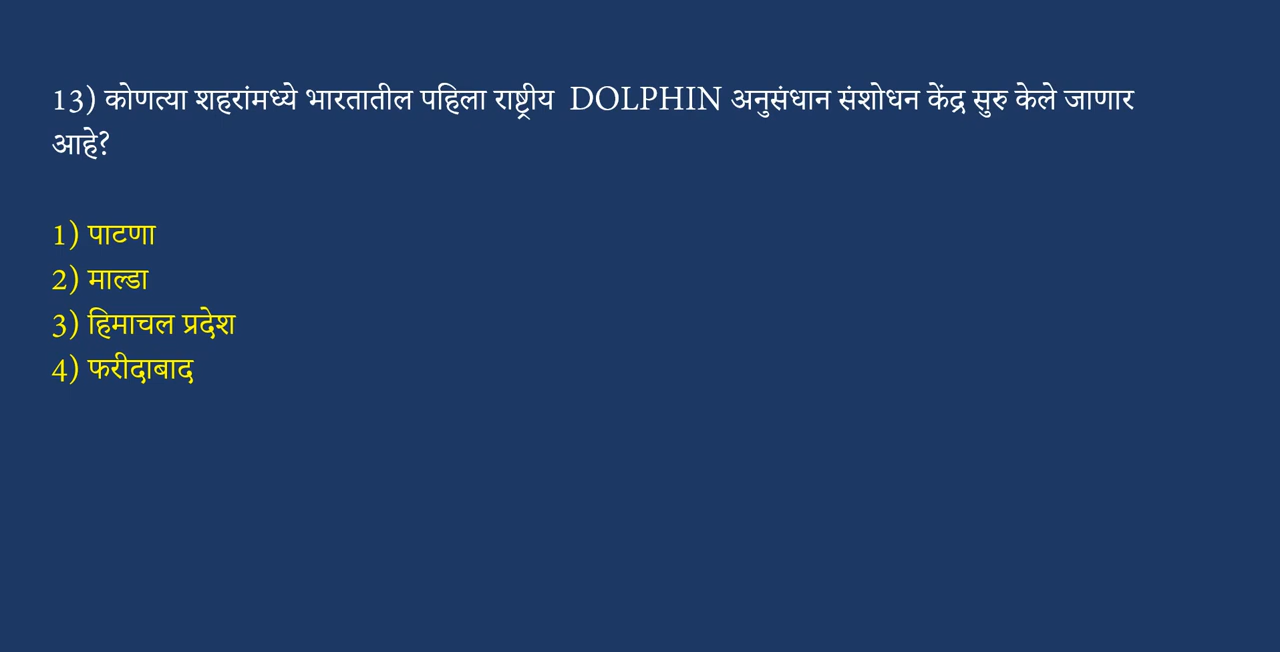 13) कोणत्या शहरांमध्ये भारतातील पहिला राष्ट्रीय DOLPHIN अनुसंधान संशोधन केंद्र सुरु केले जाणार
आहे?
1) पाटणा
2) माल्डा
3) हिमाचल प्रदेश
4) फरीदाबाद